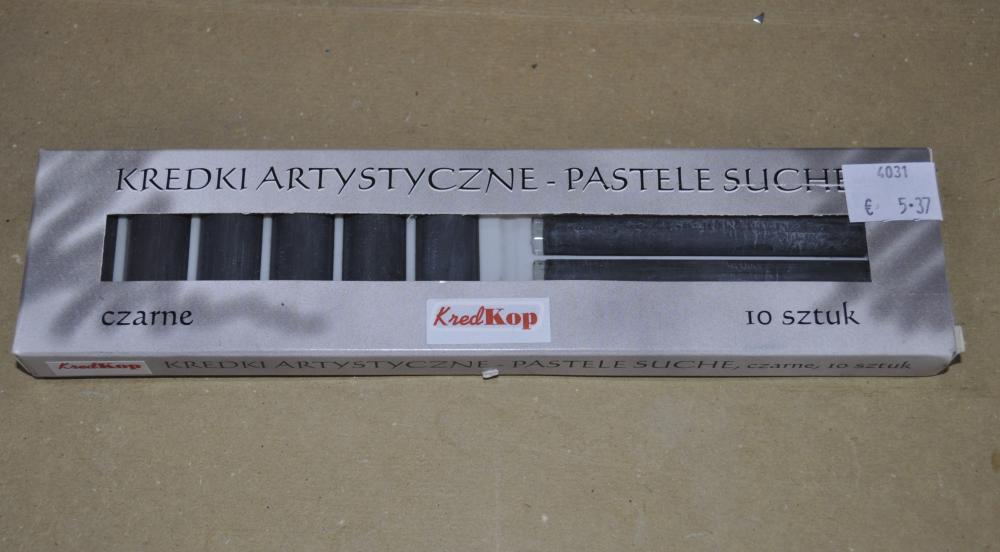 KREDKI ARTYSTYCZNE - PASTELE SUCHE
4031
€ 5.37
czarne
KredKop
10 sztuk
KredKop
KREDKI ARTYSTYCZNE - PASTELE SUCHE, czarne, 10 sztuk